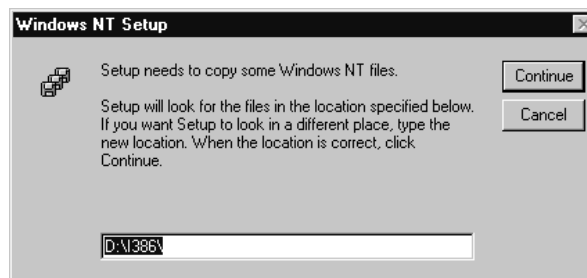 Windows NT Setup
Setup needs to copy some Windows NT files.
Continue
Setup will look for the files in the location specified below.
If you want Setup to look in a different place, type the
new location. When the location is correct, click
Continue.
Cancel
D:\I386\